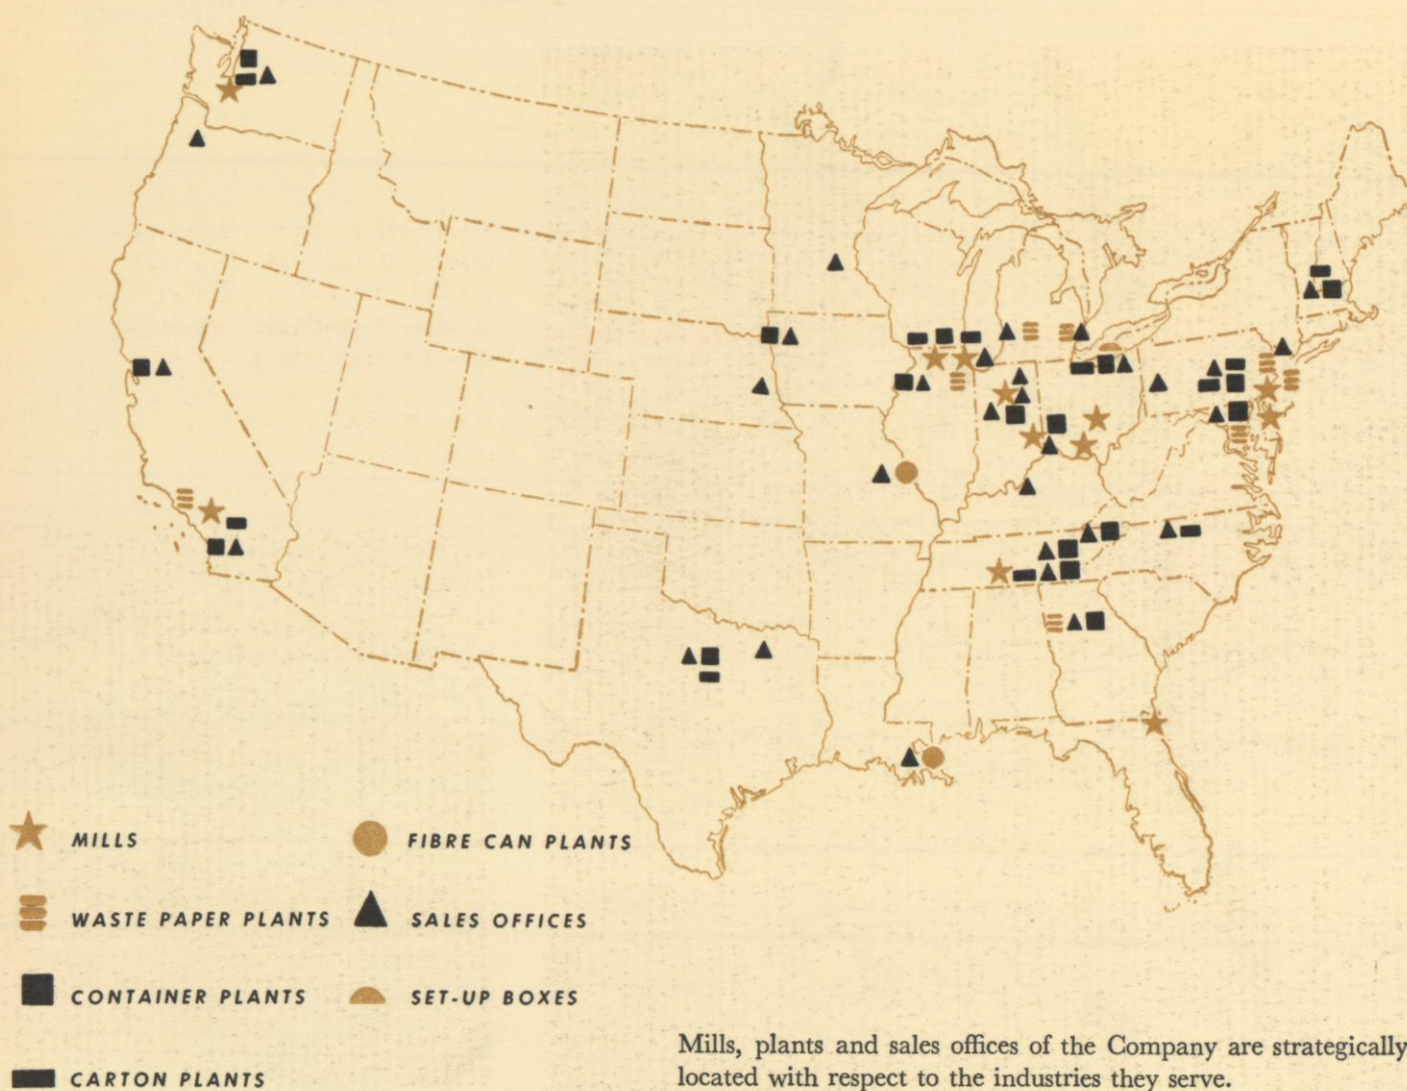 MILLS
FIBRE CAN PLANTS
WASTE PAPER PLANTS
SALES OFFICES
CONTAINER PLANTS
SET-UP BOXES
CARTON PLANTS
Mills, plants and sales offices of the Company are strategically
located with respect to the industries they serve.